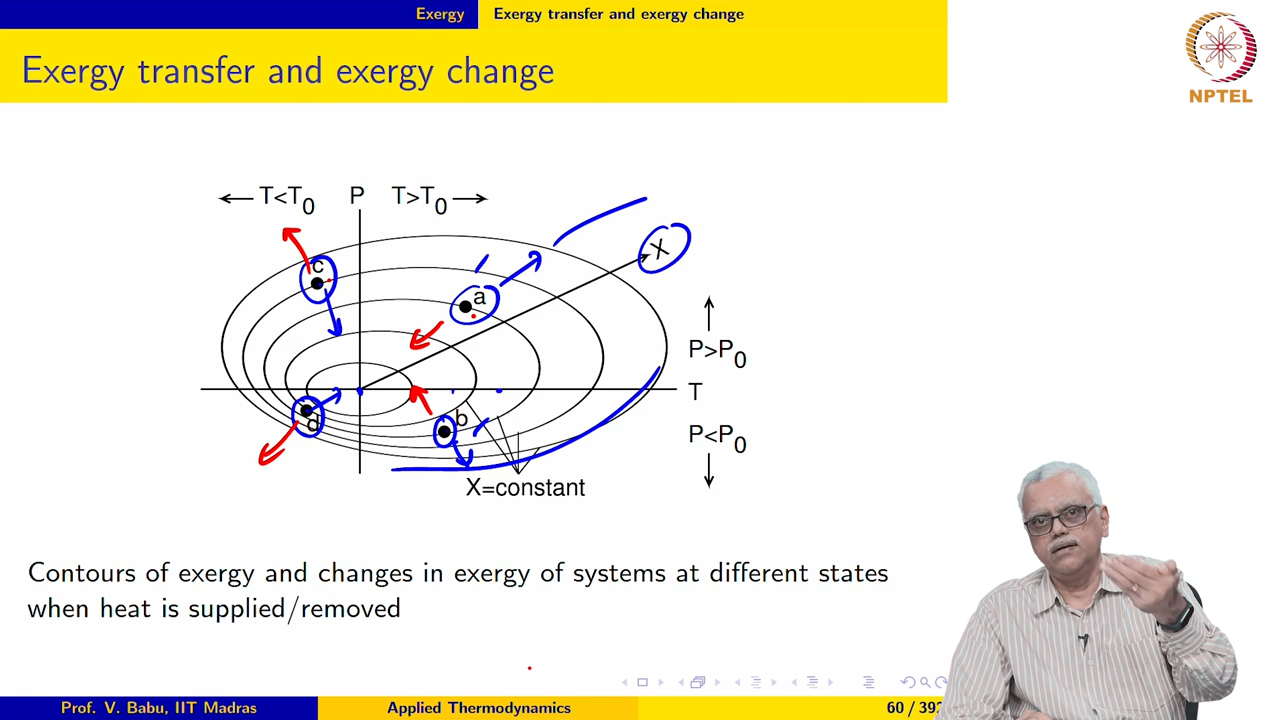 Exergy Exergy transfer and exergy change
Exergy transfer and exergy change
NPTEL
T<T0 P T>T0
X
c
a
P>P0
T
d
b
P<P0
X=constant
Contours of exergy and changes in exergy of systems at different states
when heat is supplied/removed
Prof. V. Babu, IIT Madras Applied Thermodynamics 60 / 392